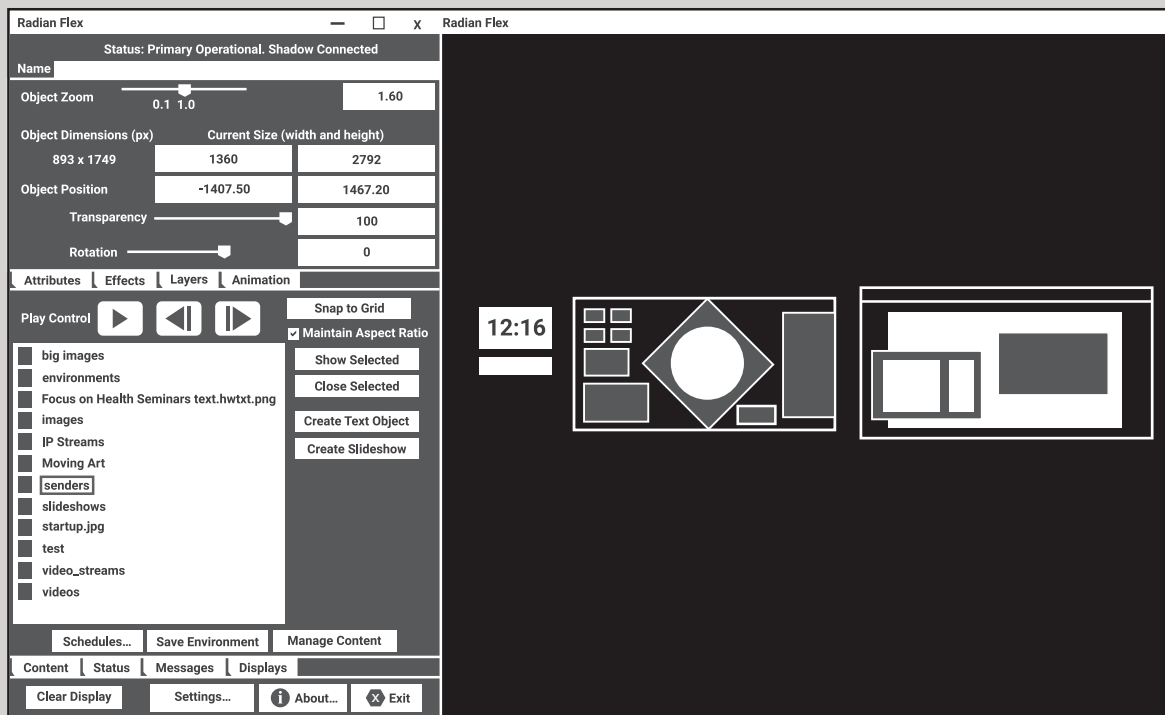 Radian Flex
X
Radian Flex
Status: Primary Operational. Shadow Connected
Name
Object Zoom
0.1 1.0
1.60
Object Dimensions (px)
Current Size (width and height)
893 x 1749
1360
2792
Object Position
-1407.50
1467.20
Transparency
100
Rotation
0
Attributes
Effects
Layers
Animation
Play Control
Snap to Grid
Maintain Aspect Ratio
Show Selected
Close Selected
Create Text Object
Create Slideshow
big images
environments
Focus on Health Seminars text.hwtxt.png
images
IP Streams
Moving Art
senders
slideshows
startup.jpg
test
video_streams
videos
12:16
Schedules...
Save Environment
Manage Content
Content
Status
Messages
Displays
Clear Display
Settings...
i About...
X Exit